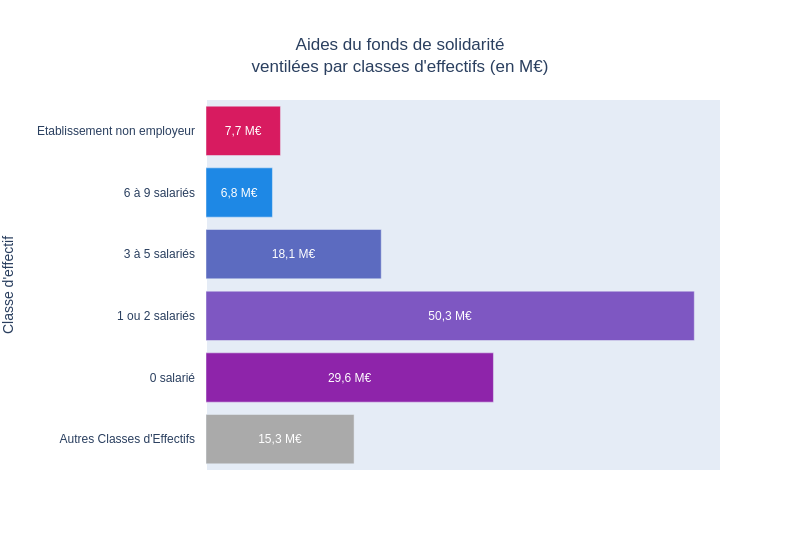 Aides du fonds de solidarité
ventilées par classes d'effectifs (en M€)
Classe d'effectif
Etablissement non employeur
7,7 M€
6 à 9 salariés
6,8 M€
3 à 5 salariés
18,1 M€
1 ou 2 salariés
50,3 M€
0 salarié
29,6 M€
Autres Classes d'Effectifs
15,3 M€